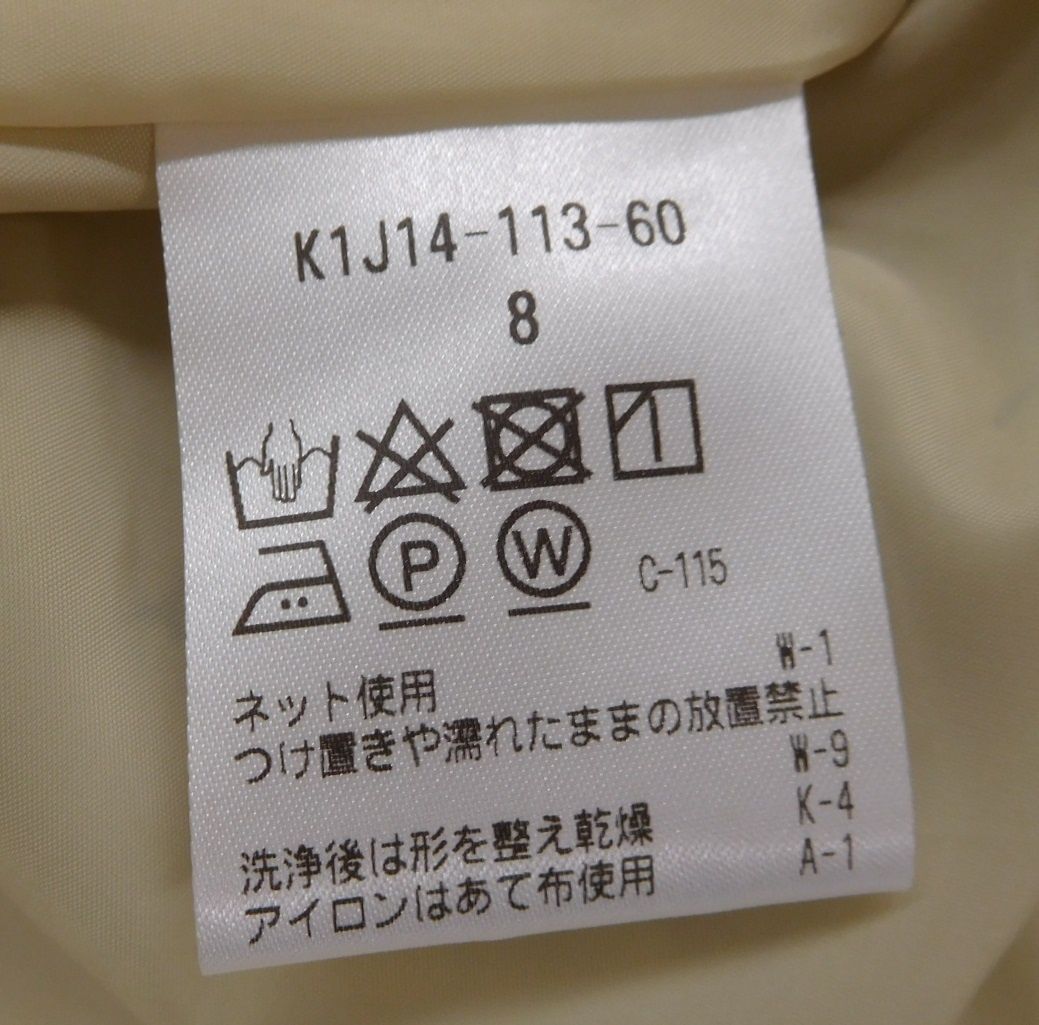 K1J14-113-60
8
P W C-115
W-1
ネット使用
つけ置きや濡れたままの放置禁止
W-9
K-4
洗浄後は形を整え乾燥
A-1
アイロンはあて布使用